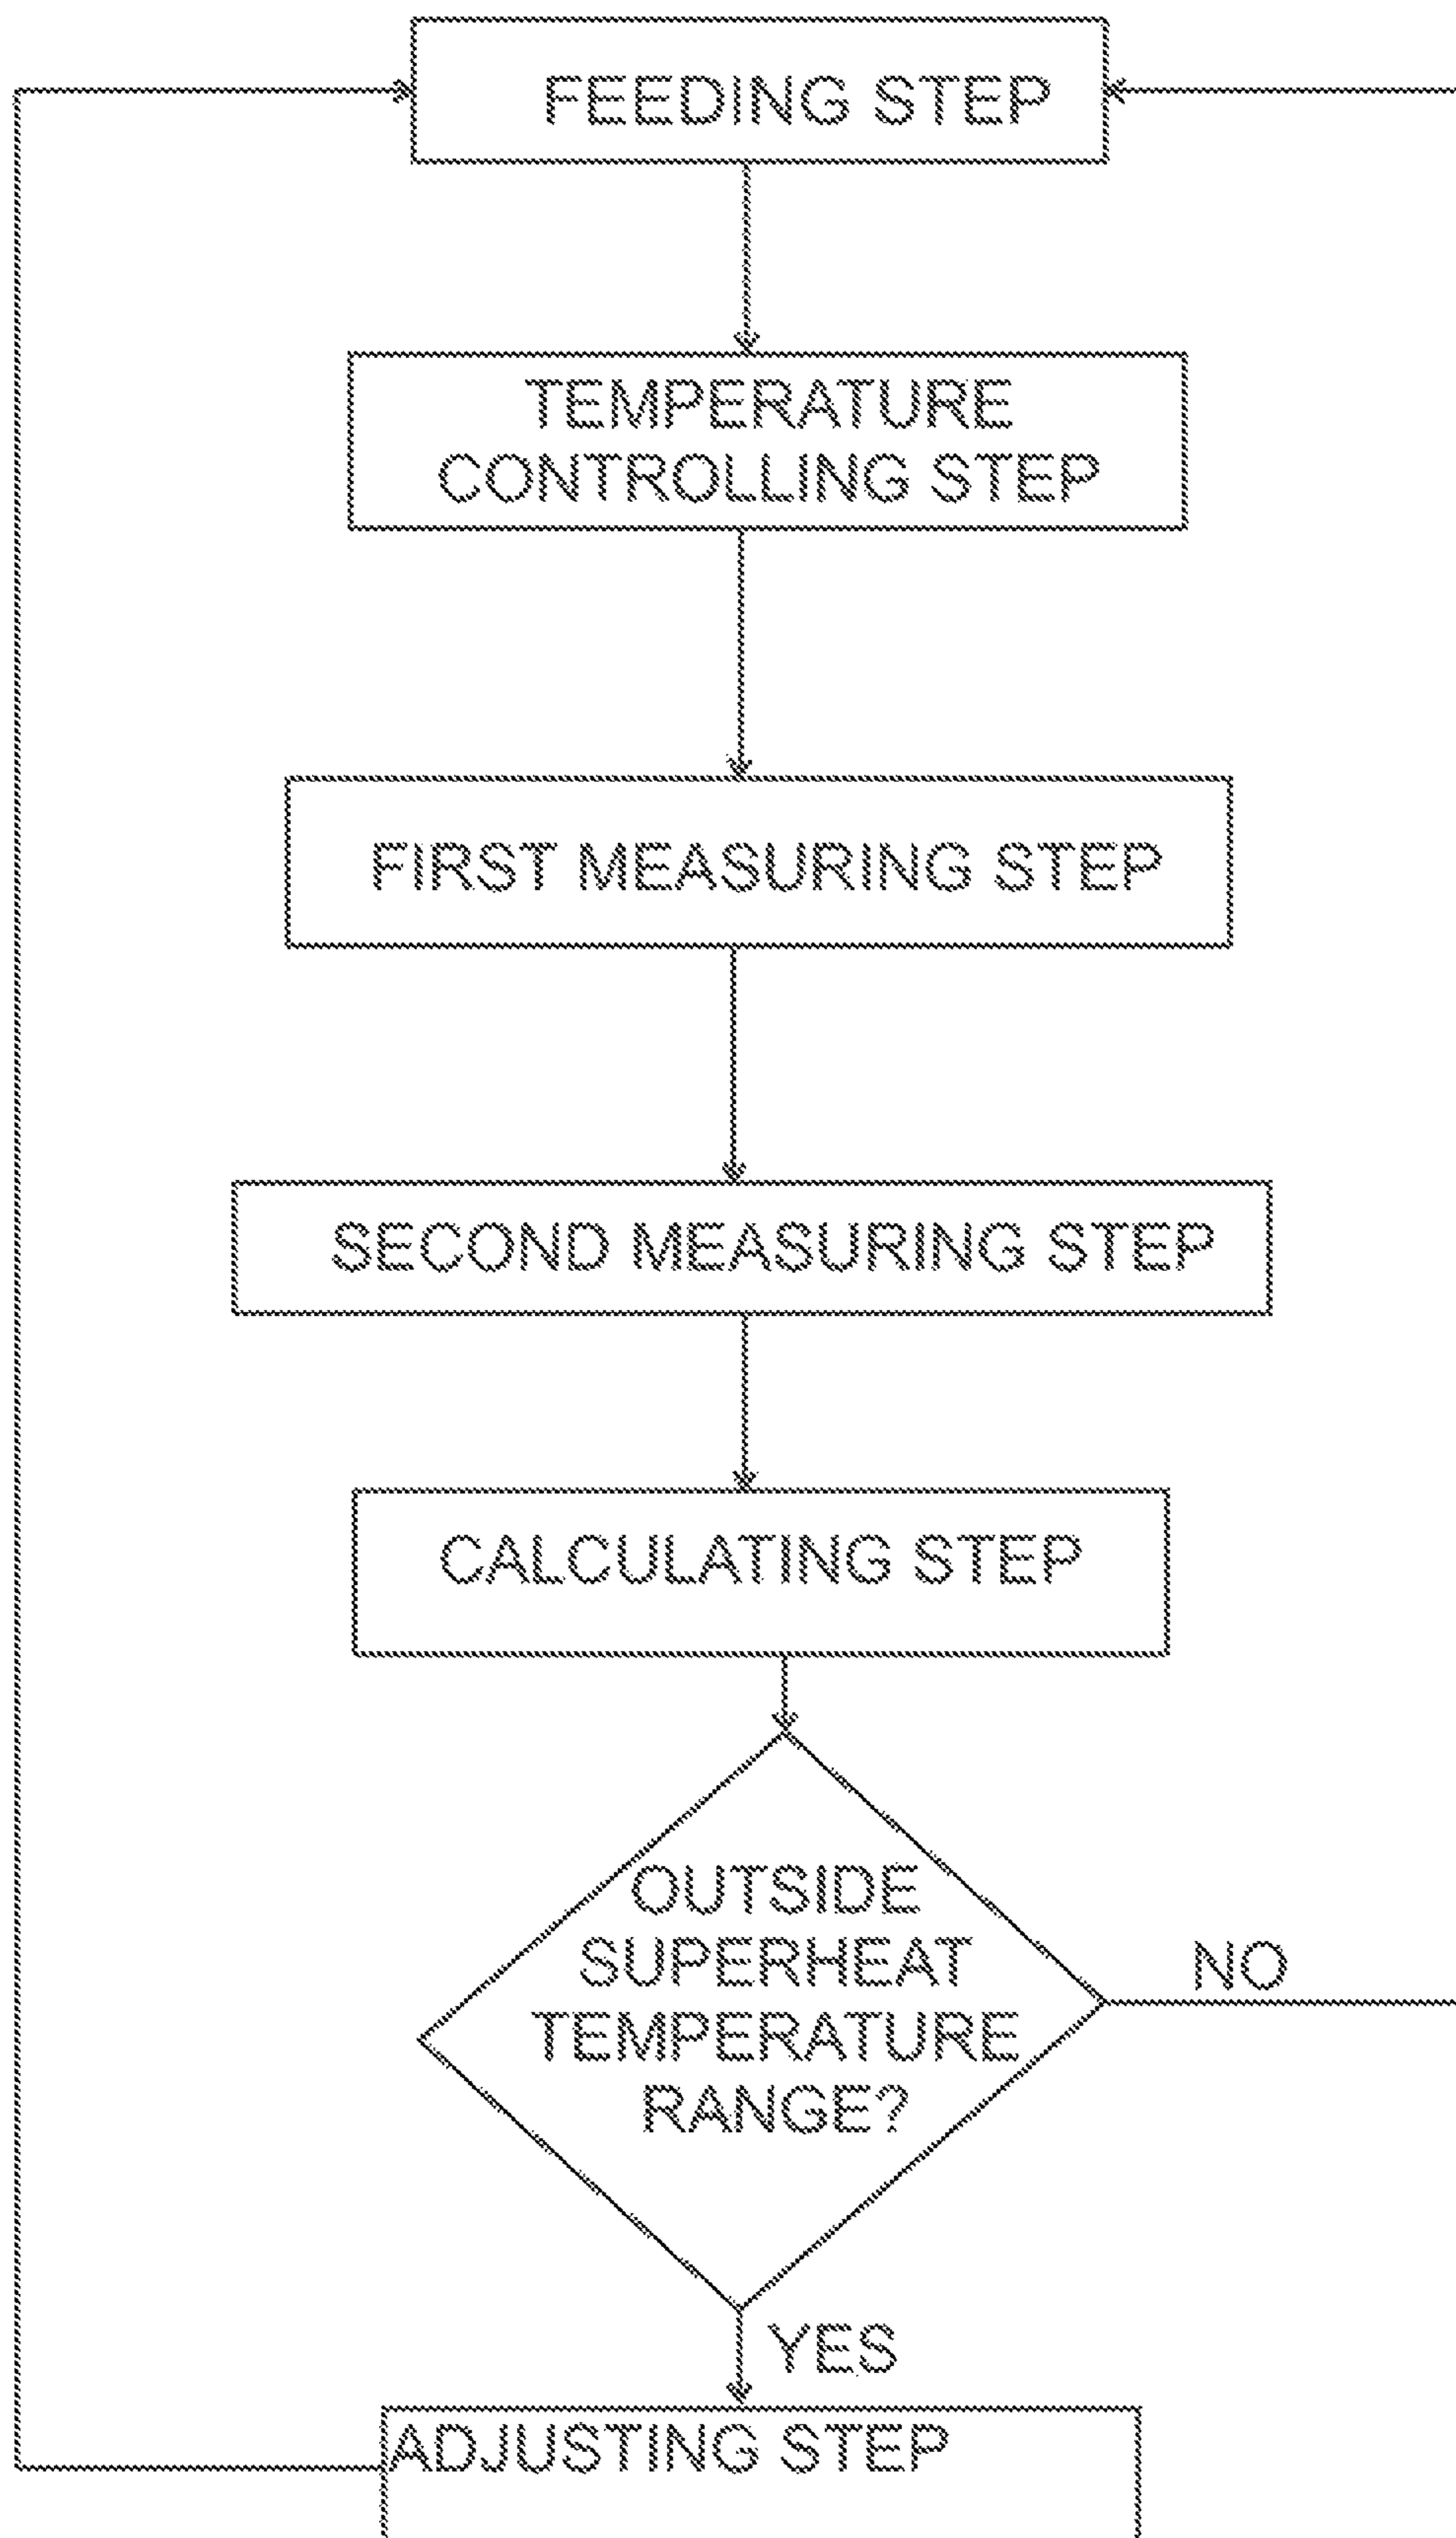 FEEDING STEP
TEMPERATURE
CONTROLLING STEP
FIRST MEASURING STEP
SECOND MEASURING STEP
CALCULATING STEP
OUTSIDE
SUPERHEAT
TEMPERATURE
RANGE?
NO
YES
ADJUSTING STEP